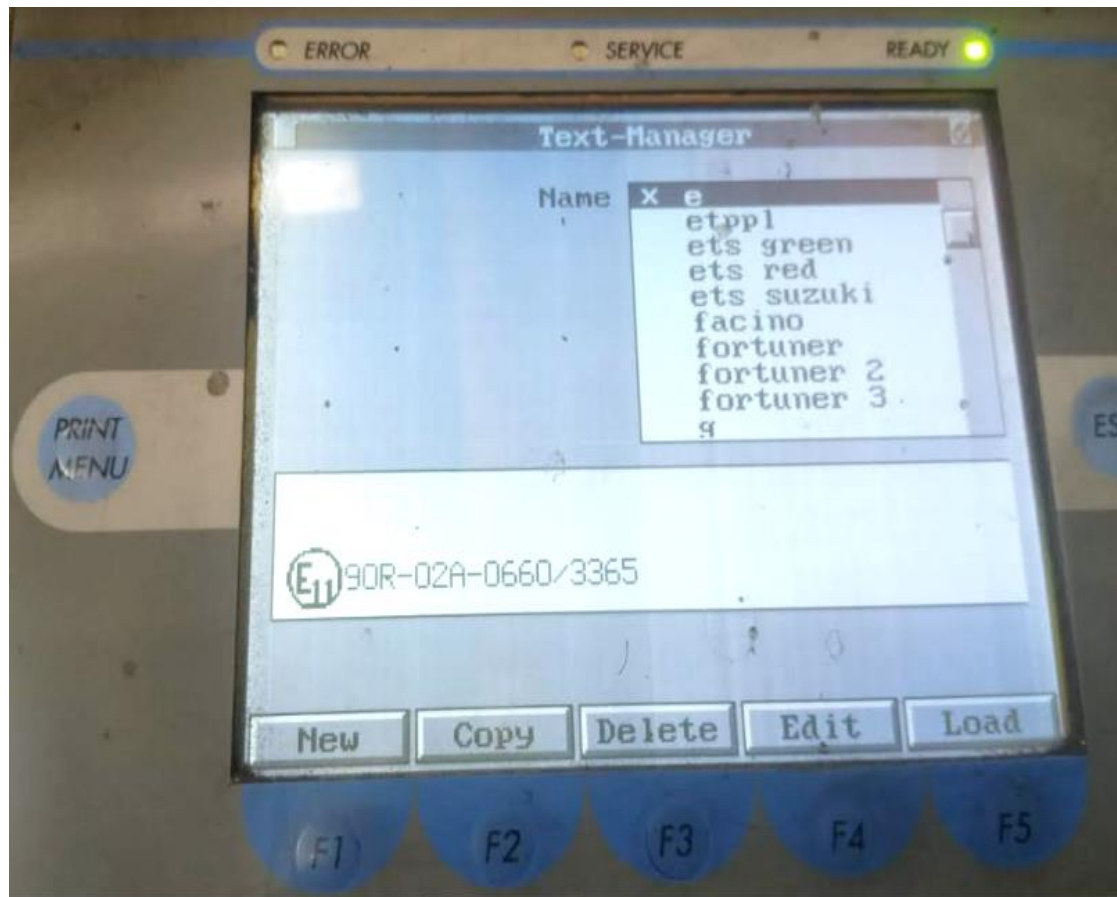 ERROR SERVICE READY
Text-Manager
Name X e
etppl
ets green
ets red
ets suzuki
facino
fortuner
fortuner 2
fortuner 3
g
PRINT
MENU
ES
E11 90R-02A-0660/3365
New Copy Delete Edit Load
F1 F2 F3 F4 F5